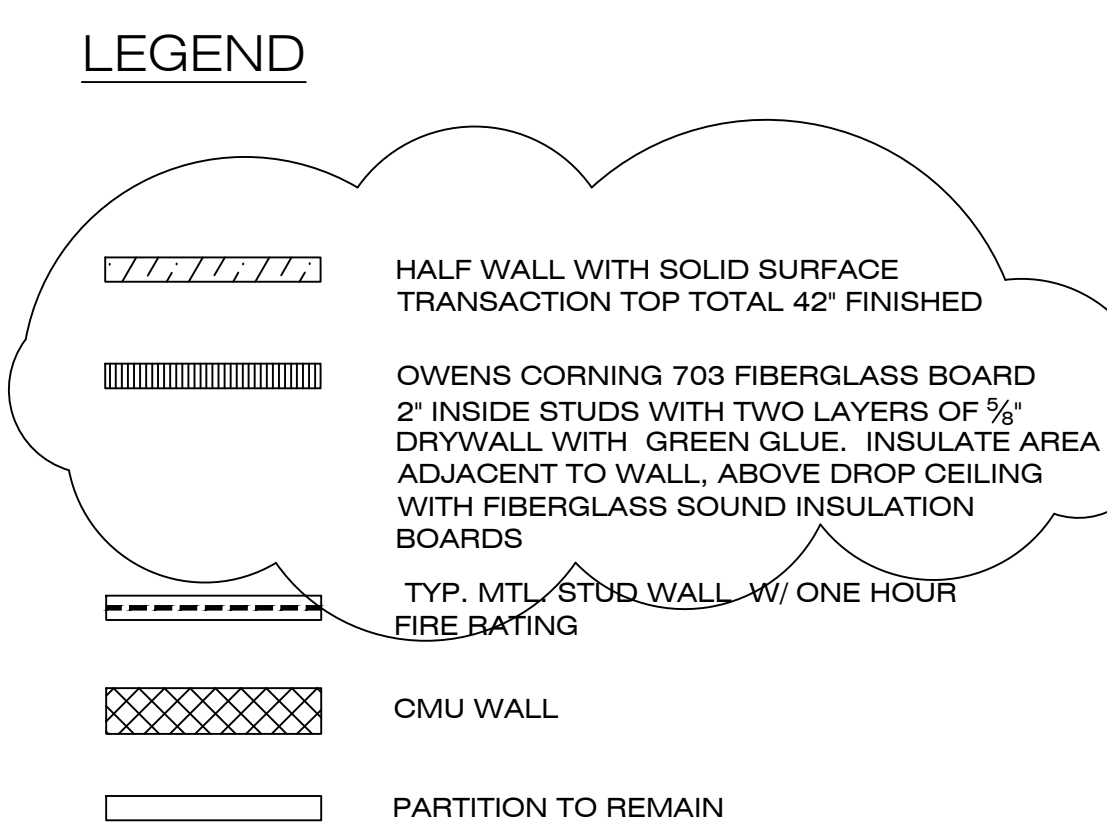 LEGEND
HALF WALL WITH SOLID SURFACE
TRANSACTION TOP TOTAL 42" FINISHED
OWENS CORNING 703 FIBERGLASS BOARD
2" INSIDE STUDS WITH TWO LAYERS OF ⅝"
DRYWALL WITH GREEN GLUE. INSULATE AREA
ADJACENT TO WALL, ABOVE DROP CEILING
WITH FIBERGLASS SOUND INSULATION
BOARDS
TYP. MTL. STUD WALL W/ ONE HOUR
FIRE RATING
CMU WALL
PARTITION TO REMAIN